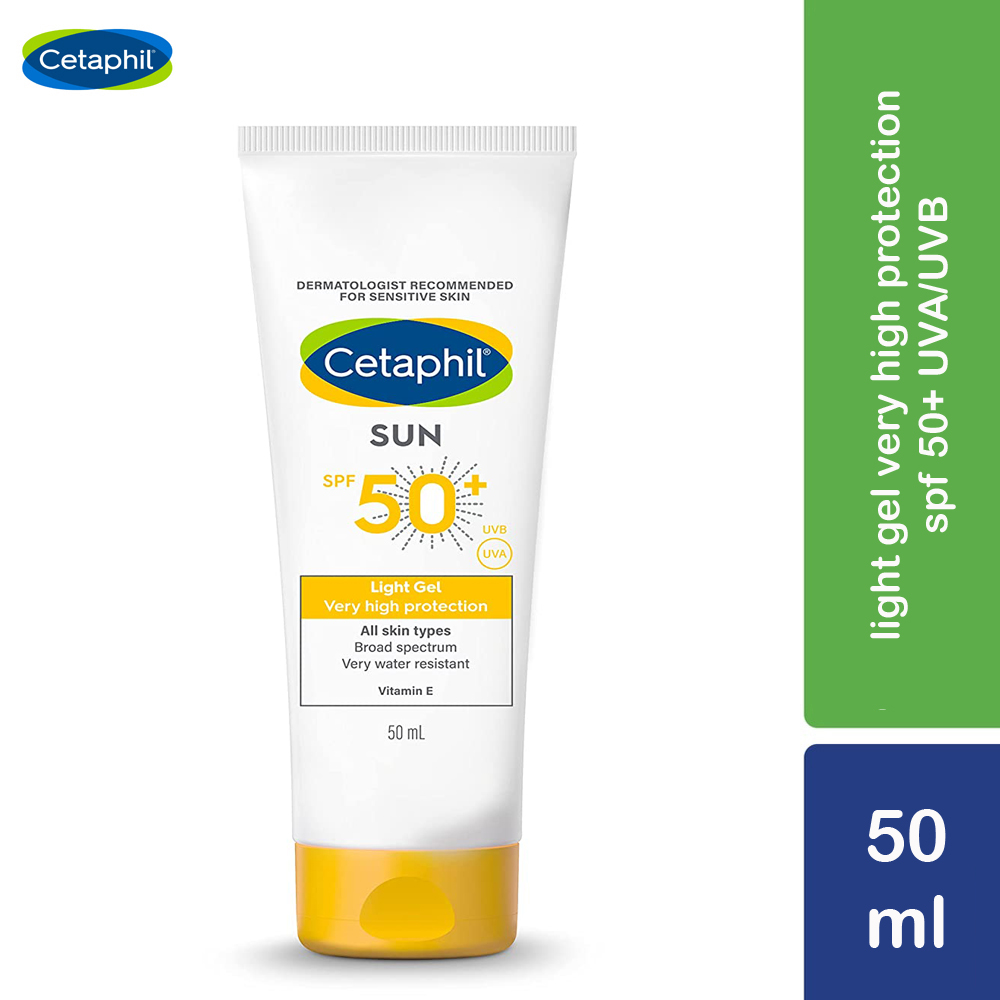 Cetaphil
DERMATOLOGIST RECOMMENDED
FOR SENSITIVE SKIN
Cetaphil®
SUN
SPF 50+
UVB
UVA
Light Gel
Very high protection
All skin types
Broad spectrum
Very water resistant
Vitamin E
50 mL
light gel very high protection
spf 50+ UVA/UVB
50
ml